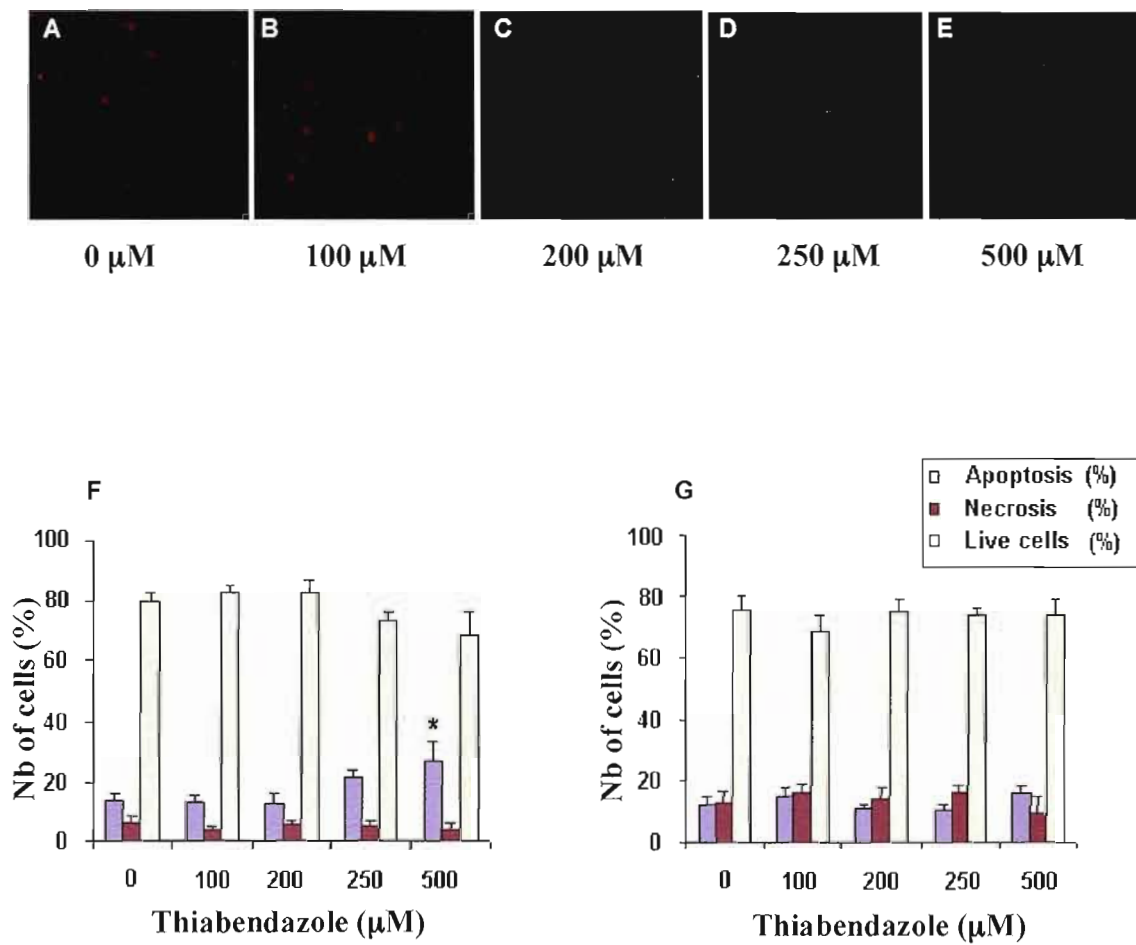 A B C D E
0 µM 100 µM 200 µM 250 µM 500 µM
F
100
80
60
40
20
0
Nb of cells (%)
*
0 100 200 250 500
Thiabendazole (µM)
G
Apoptosis (%)
Necrosis (%)
Live cells (%)
100
80
60
40
20
0
Nb of cells (%)
0 100 200 250 500
Thiabendazole (µM)